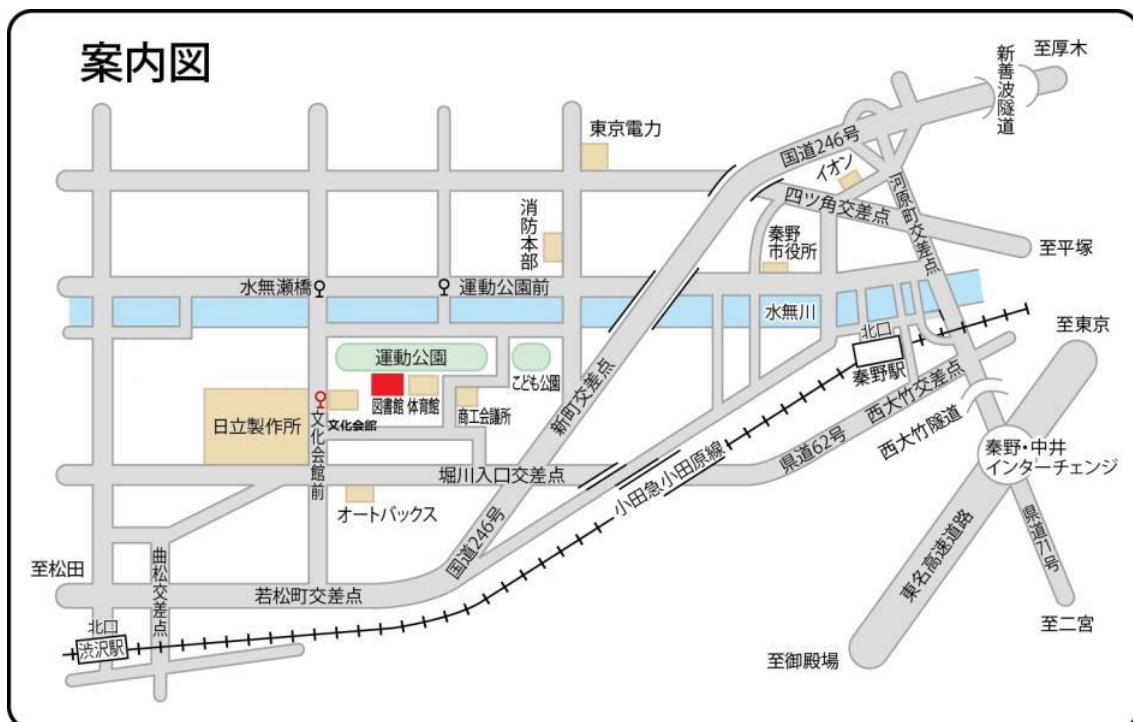 案内図
至厚木
新善波隧道
東京電力
国道246号
イオン
四ツ角交差点
河原町交差点
消防本部
秦野
市役所
至平塚
水無瀬橋
運動公園前
水無川
北口
秦野駅
至東京
運動公園
こども公園
図書館
体育館
商工会議所
文化会館
日立製作所
文化会館前
新町交差点
西大竹交差点
西大竹隧道
県道62号
秦野・中井
インターチェンジ
堀川入口交差点
小田急小田原線
オートバックス
国道246号
県道71号
東名高速道路
至松田
曲松交差点
若松町交差点
北口
渋沢駅
至二宮
至御殿場